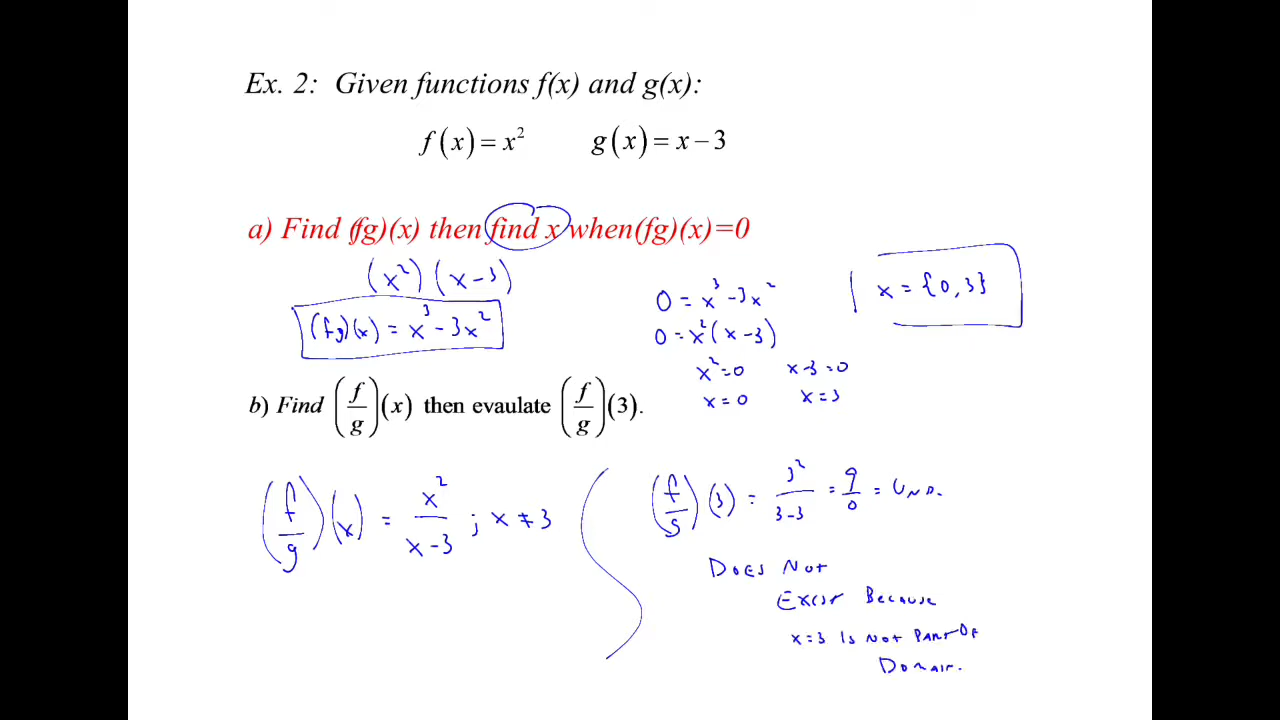 Ex. 2: Given functions f(x) and g(x):
f(x) = x² g(x) = x − 3
a) Find (fg)(x) then find x when(fg)(x)=0
(x²)(x−3)
(fg)(x) = x³ − 3x²
0 = x³ − 3x²
0 = x²(x−3)
x²=0 x−3=0
x=0 x=3
x = {0,3}
b) Find (f/g)(x) then evaulate (f/g)(3).
(f/g)(x) = x²/(x−3) ; x ≠ 3
(f/g)(3) = 3²/(3−3) = 9/0 = UND.
DOES NOT
EXIST BECAUSE
x=3 IS NOT PART OF
DOMAIN.